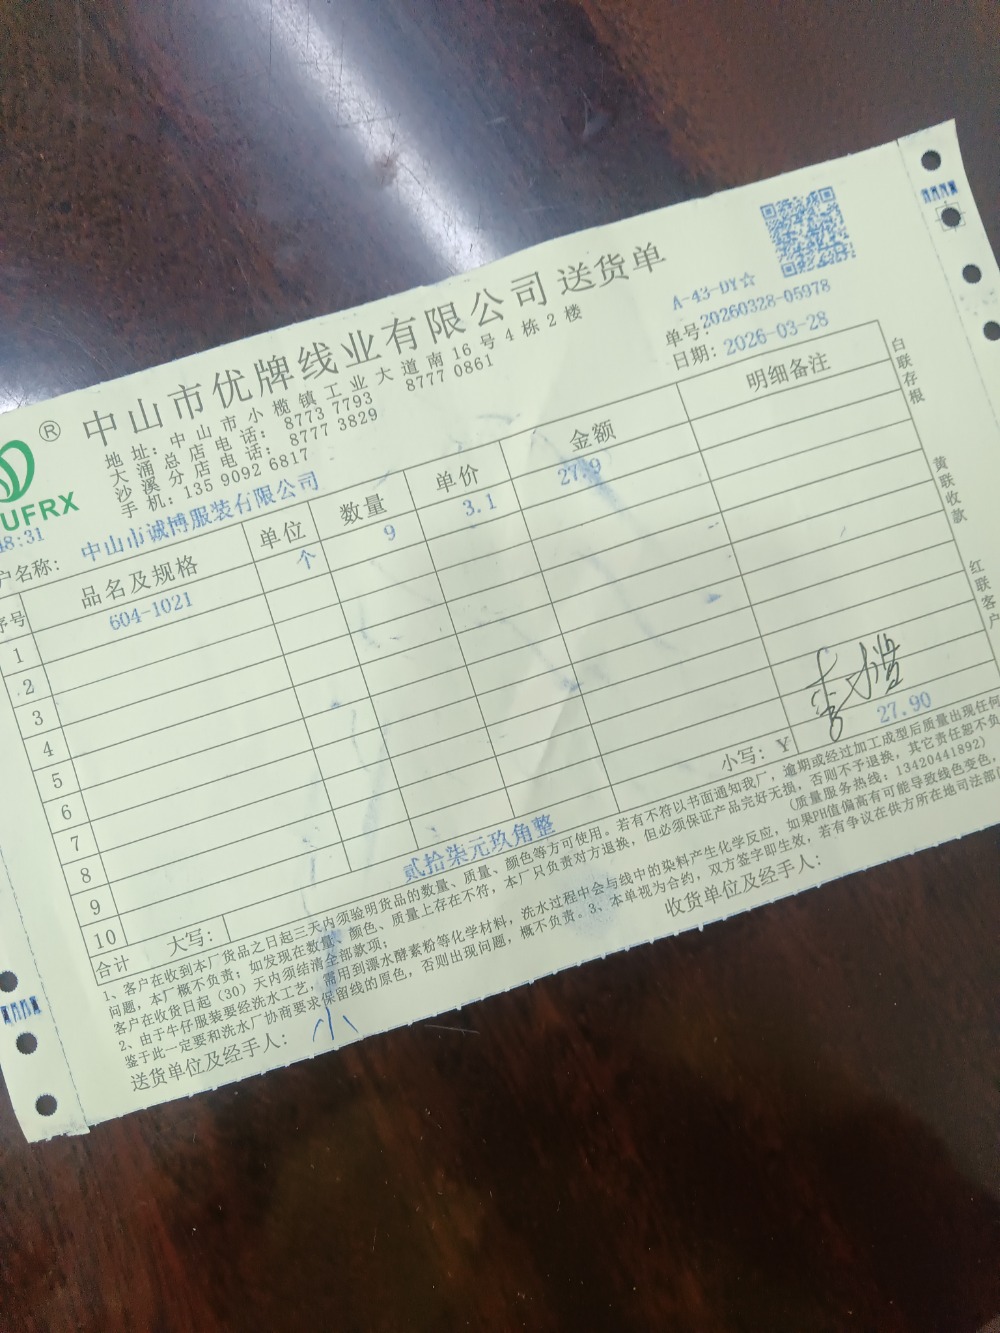 中山市优牌线业有限公司 送货单
®
UFRX
地址：中山市小榄镇工业大道南16号4栋2楼
大涌总店电话：8773 7793 8777 0861
沙溪分店电话：8777 3829
手机：135 9092 6817
A-43-DY☆
单号：20260328-05978
日期：2026-03-28
48:31
户名称：中山市诚博服装有限公司
序号 品名及规格 单位 数量 单价 金额 明细备注
1 604-1021 个 9 3.1 27.9
2
3
4
5
6
7
8
9
10
合计 大写：贰拾柒元玖角整 小写：￥ 27.90
1、客户在收到本厂货品之日起三天内须验明货品的数量、质量、颜色等方可使用。若有不符以书面通知我厂，逾期或经过加工成型后质量出现任何
问题，本厂概不负责；如发现在数量、颜色、质量上存在不符，本厂只负责对方退换，但必须保证产品完好无损，否则不予退换，其它责任恕不负
客户在收货日起（30）天内须结清全部款项；（质量服务热线：13420441892）
2、由于牛仔服装要经洗水工艺，需用到漂水酵素粉等化学材料，洗水过程中会与线中的染料产生化学反应，如果PH值偏高有可能导致线色变色，
鉴于此一定要和洗水厂协商要求保留线的原色，否则出现问题，概不负责。3、本单视为合约，双方签字即生效，若有争议在供方所在地司法部
送货单位及经手人：小
收货单位及经手人：
白联存根
黄联收款
红联客户